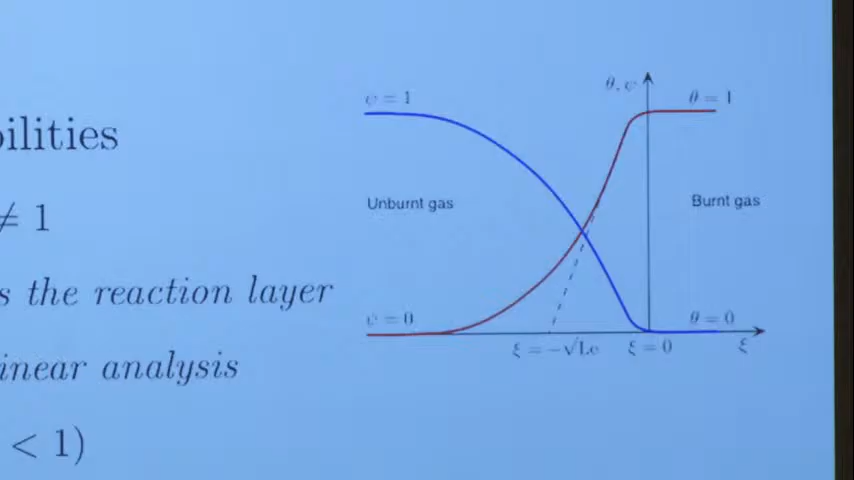 bilities
≠ 1
s the reaction layer
inear analysis
< 1)
θ, ψ
ψ = 1
θ = 1
Unburnt gas
Burnt gas
ψ = 0
θ = 0
ξ = −√Le
ξ = 0
ξ